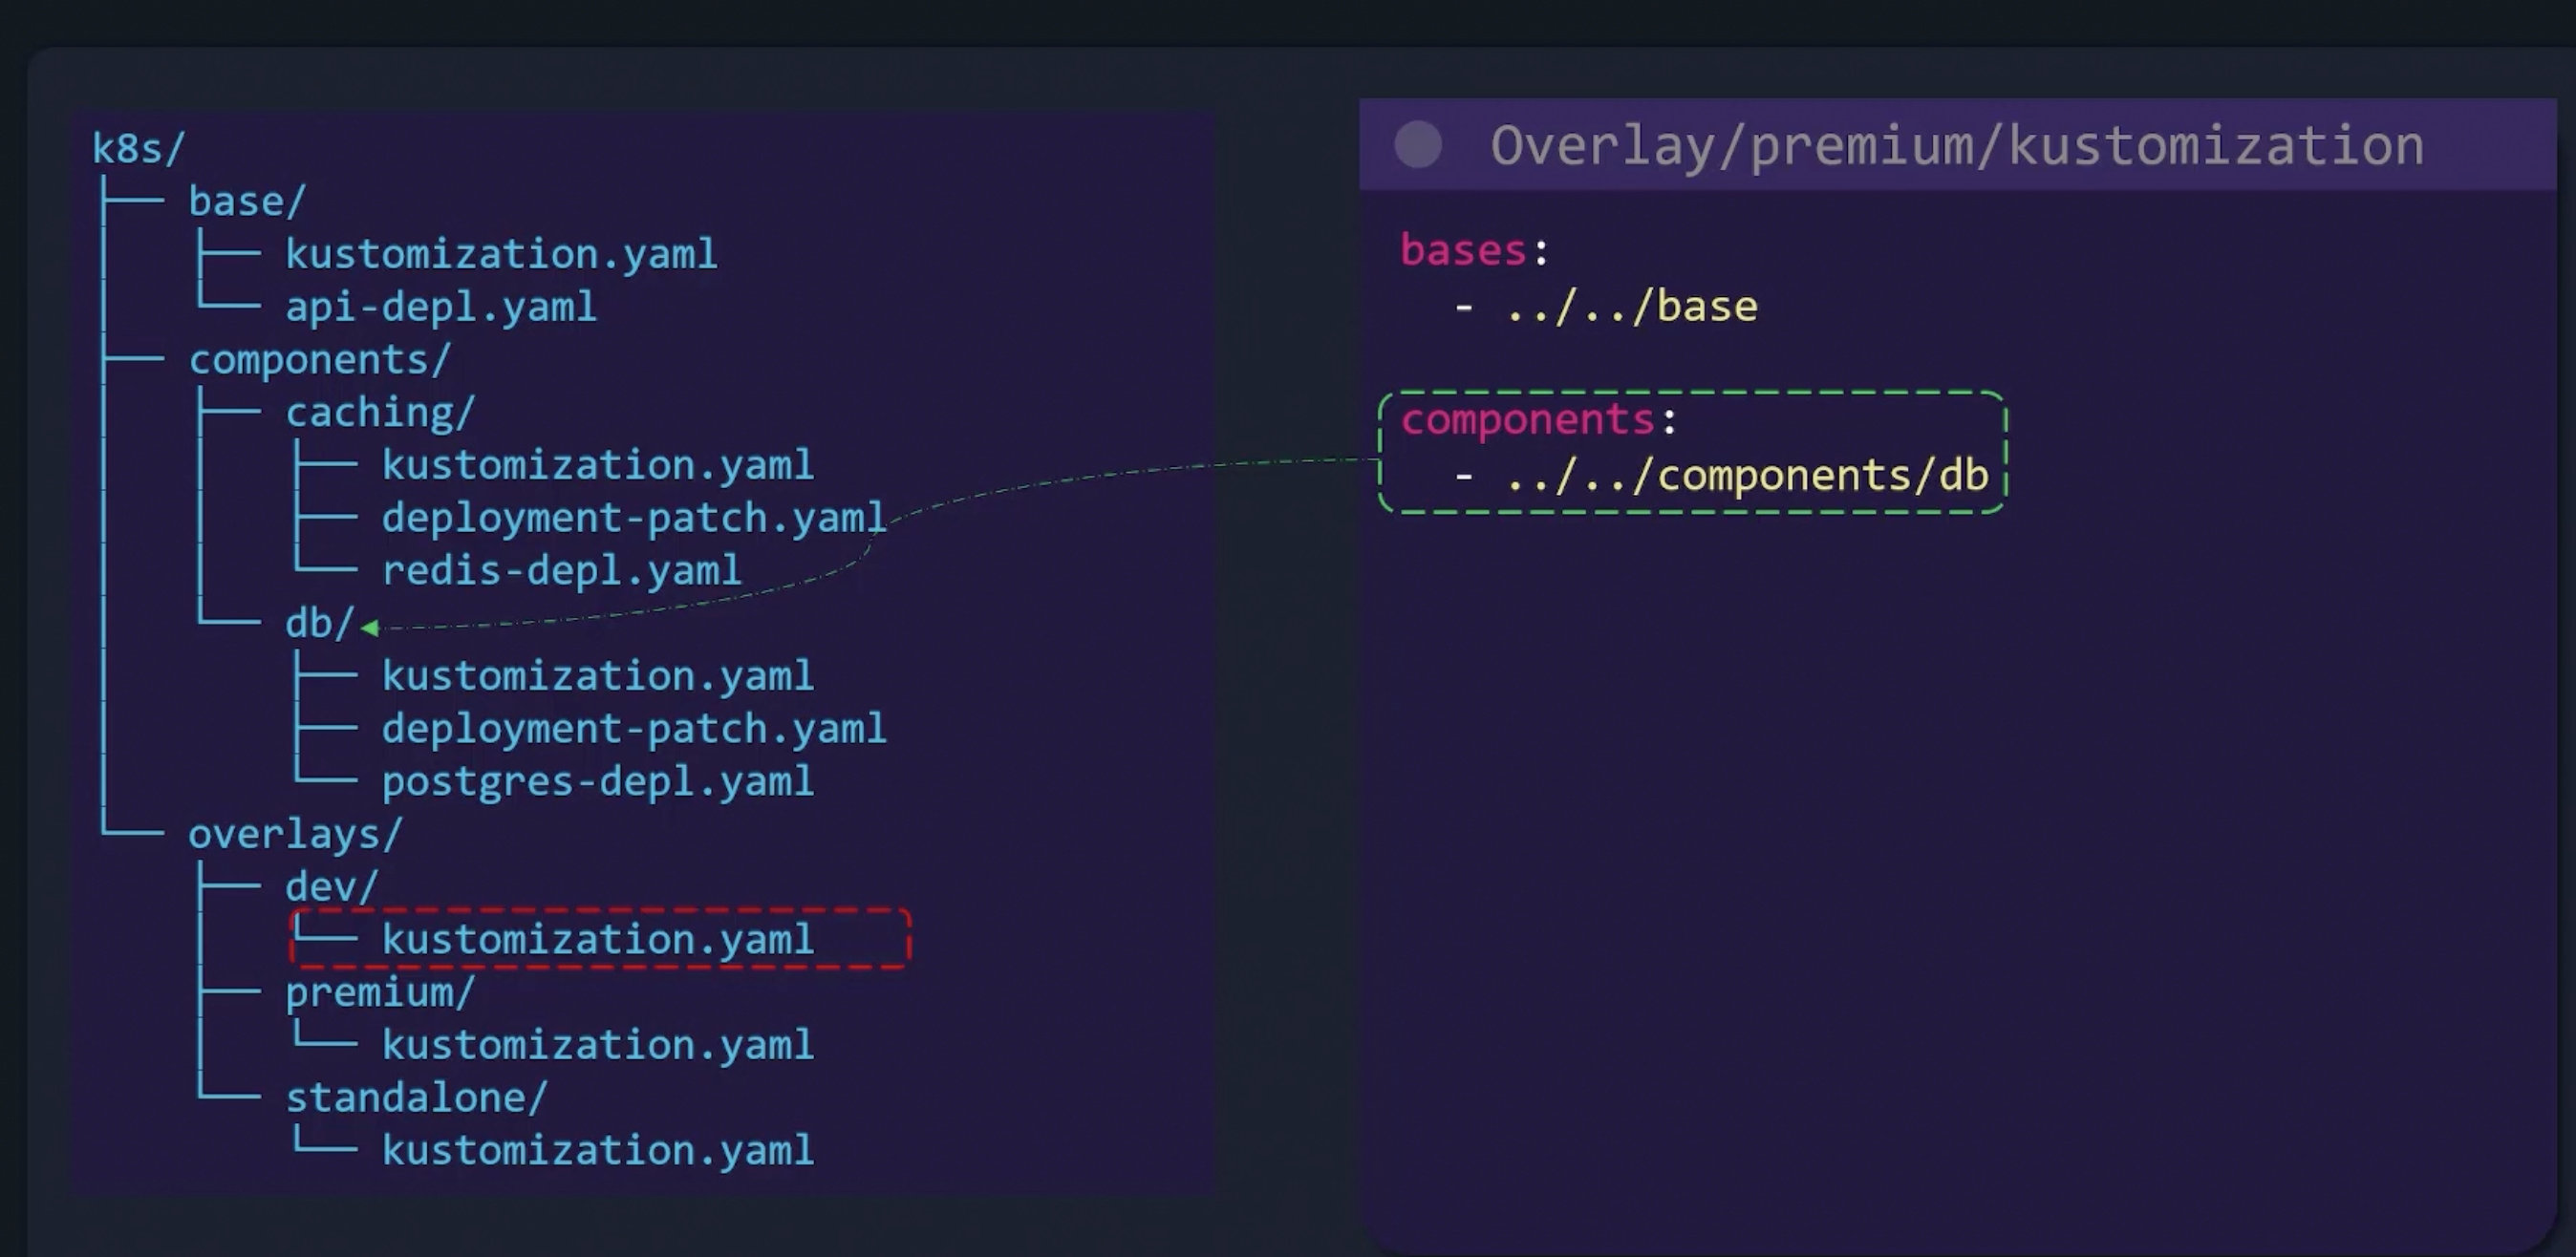 k8s/
├── base/
│   ├── kustomization.yaml
│   └── api-depl.yaml
├── components/
│   ├── caching/
│   │   ├── kustomization.yaml
│   │   ├── deployment-patch.yaml
│   │   └── redis-depl.yaml
│   └── db/
│       ├── kustomization.yaml
│       ├── deployment-patch.yaml
│       └── postgres-depl.yaml
└── overlays/
    ├── dev/
    │   └── kustomization.yaml
    ├── premium/
    │   └── kustomization.yaml
    └── standalone/
        └── kustomization.yaml
Overlay/premium/kustomization
bases:
  - ../../base
components:
  - ../../components/db